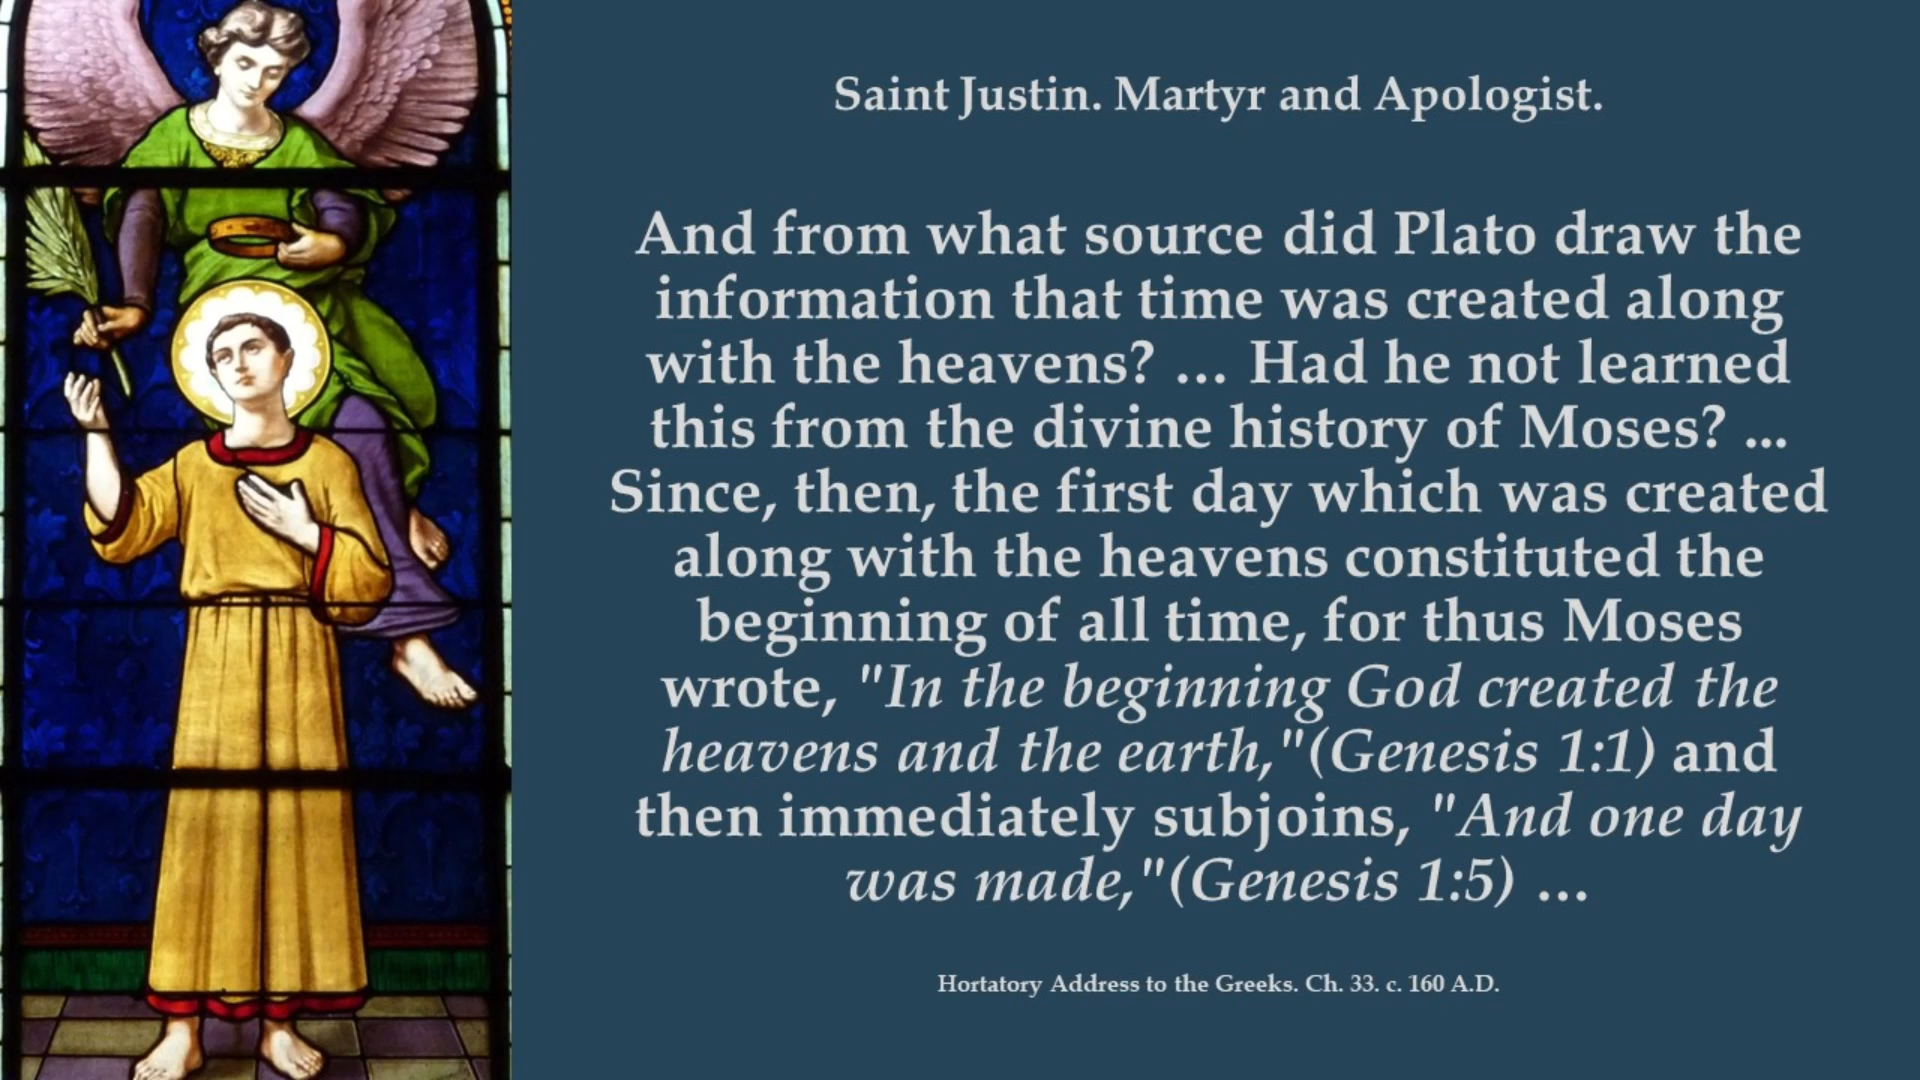 Saint Justin. Martyr and Apologist.
And from what source did Plato draw the
information that time was created along
with the heavens? … Had he not learned
this from the divine history of Moses? ...
Since, then, the first day which was created
along with the heavens constituted the
beginning of all time, for thus Moses
wrote, "In the beginning God created the
heavens and the earth,"(Genesis 1:1) and
then immediately subjoins, "And one day
was made,"(Genesis 1:5) …
Hortatory Address to the Greeks. Ch. 33. c. 160 A.D.